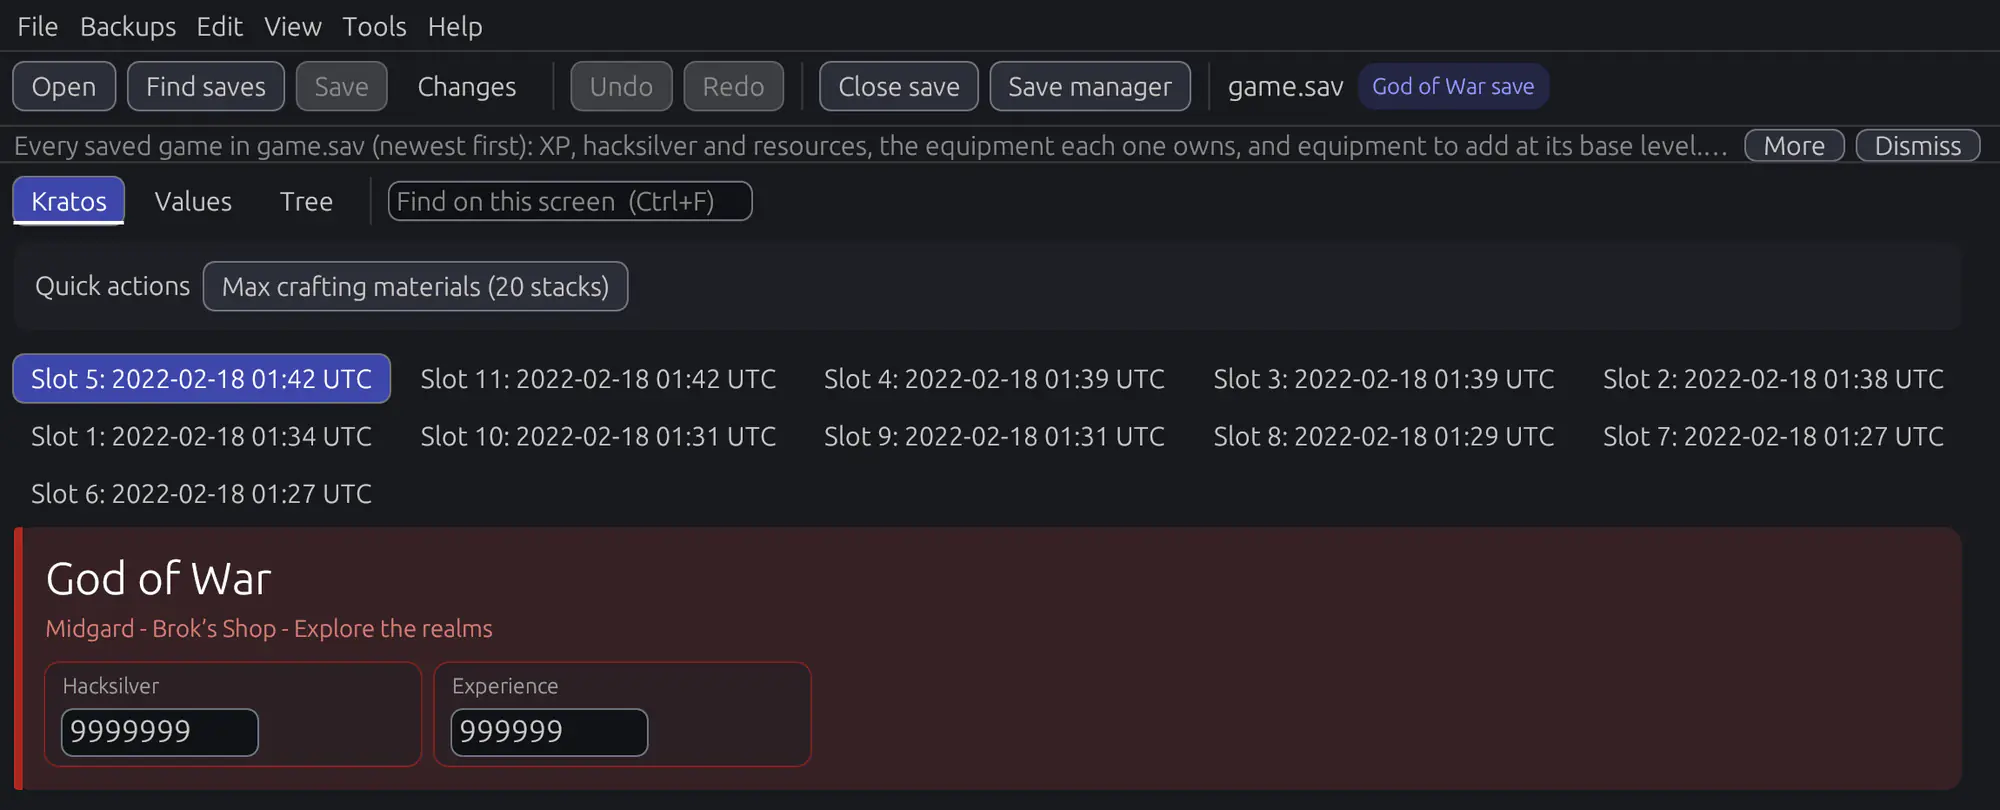 File Backups Edit View Tools Help
Open Find saves Save Changes Undo Redo Close save Save manager game.sav God of War save
Every saved game in game.sav (newest first): XP, hacksilver and resources, the equipment each one owns, and equipment to add at its base level.... More Dismiss
Kratos Values Tree Find on this screen (Ctrl+F)
Quick actions Max crafting materials (20 stacks)
Slot 5: 2022-02-18 01:42 UTC Slot 11: 2022-02-18 01:42 UTC Slot 4: 2022-02-18 01:39 UTC Slot 3: 2022-02-18 01:39 UTC Slot 2: 2022-02-18 01:38 UTC
Slot 1: 2022-02-18 01:34 UTC Slot 10: 2022-02-18 01:31 UTC Slot 9: 2022-02-18 01:31 UTC Slot 8: 2022-02-18 01:29 UTC Slot 7: 2022-02-18 01:27 UTC
Slot 6: 2022-02-18 01:27 UTC
God of War
Midgard - Brok's Shop - Explore the realms
Hacksilver Experience
9999999 999999